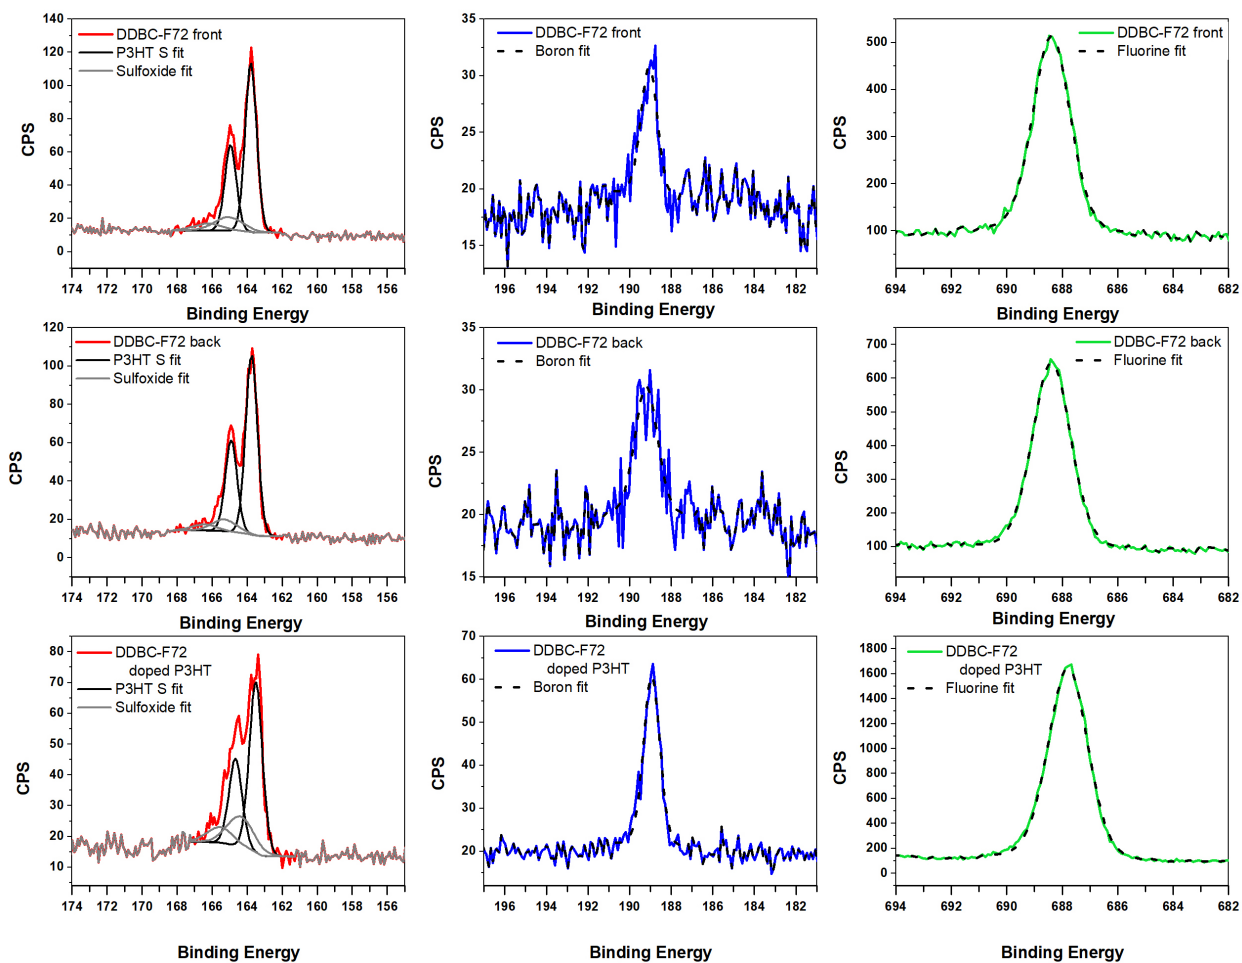 DDBC-F72 front
P3HT S fit
Sulfoxide fit
CPS
140
120
100
80
60
40
20
0
174 172 170 168 166 164 162 160 158 156
Binding Energy
DDBC-F72 front
Boron fit
CPS
35
30
25
20
15
196 194 192 190 188 186 184 182
Binding Energy
DDBC-F72 front
Fluorine fit
CPS
500
400
300
200
100
694 692 690 688 686 684 682
Binding Energy
DDBC-F72 back
P3HT S fit
Sulfoxide fit
CPS
120
100
80
60
40
20
0
174 172 170 168 166 164 162 160 158 156
Binding Energy
DDBC-F72 back
Boron fit
CPS
35
30
25
20
15
196 194 192 190 188 186 184 182
Binding Energy
DDBC-F72 back
Fluorine fit
CPS
700
600
500
400
300
200
100
694 692 690 688 686 684 682
Binding Energy
DDBC-F72
doped P3HT
P3HT S fit
Sulfoxide fit
CPS
80
70
60
50
40
30
20
10
174 172 170 168 166 164 162 160 158 156
Binding Energy
DDBC-F72
doped P3HT
Boron fit
CPS
70
60
50
40
30
20
196 194 192 190 188 186 184 182
Binding Energy
DDBC-F72
doped P3HT
Fluorine fit
CPS
1800
1600
1400
1200
1000
800
600
400
200
0
694 692 690 688 686 684 682
Binding Energy